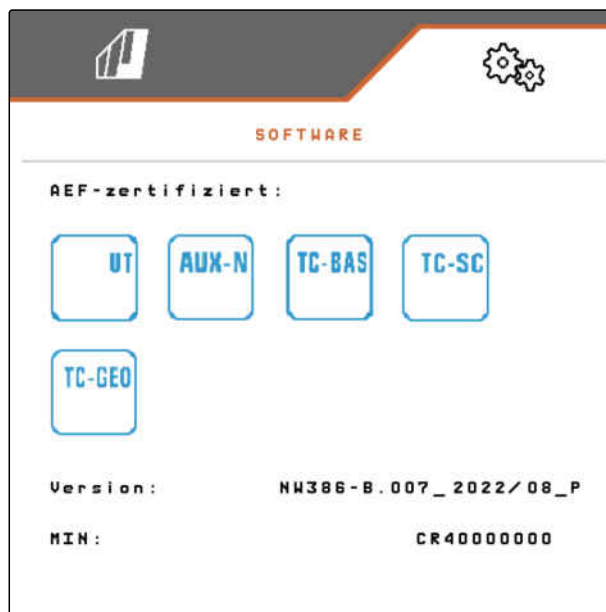 SOFTWARE
AEF-zertifiziert:
UT AUX-N TC-BAS TC-SC
TC-GEO
Version: NW386-B.007_2022/08_P
MIN: CR40000000